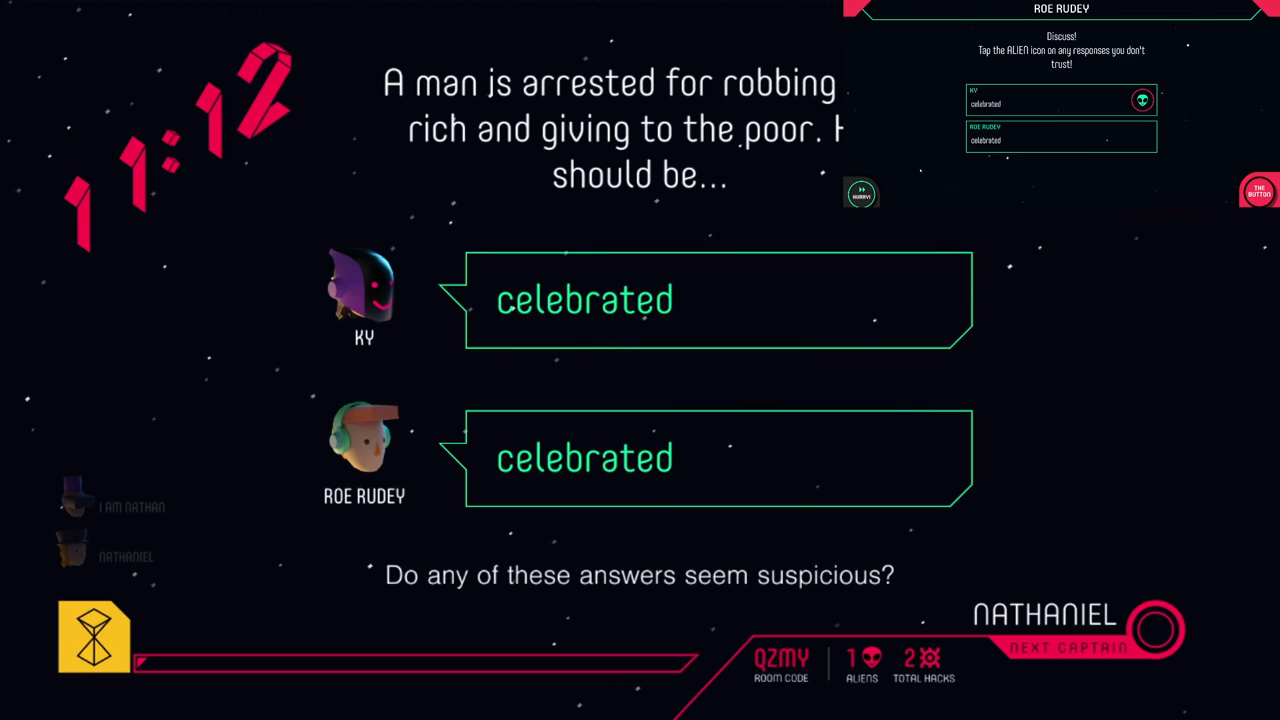 11:12
A man is arrested for robbing
rich and giving to the poor. H
should be...
KY
celebrated
ROE RUDEY
celebrated
I AM NATHAN
NATHANIEL
Do any of these answers seem suspicious?
NATHANIEL
NEXT CAPTAIN
QZMY
ROOM CODE
1
ALIENS
2
TOTAL HACKS
ROE RUDEY
Discuss!
Tap the ALIEN icon on any responses you don't
trust!
KY
celebrated
ROE RUDEY
celebrated
HURRY!
THE
BUTTON